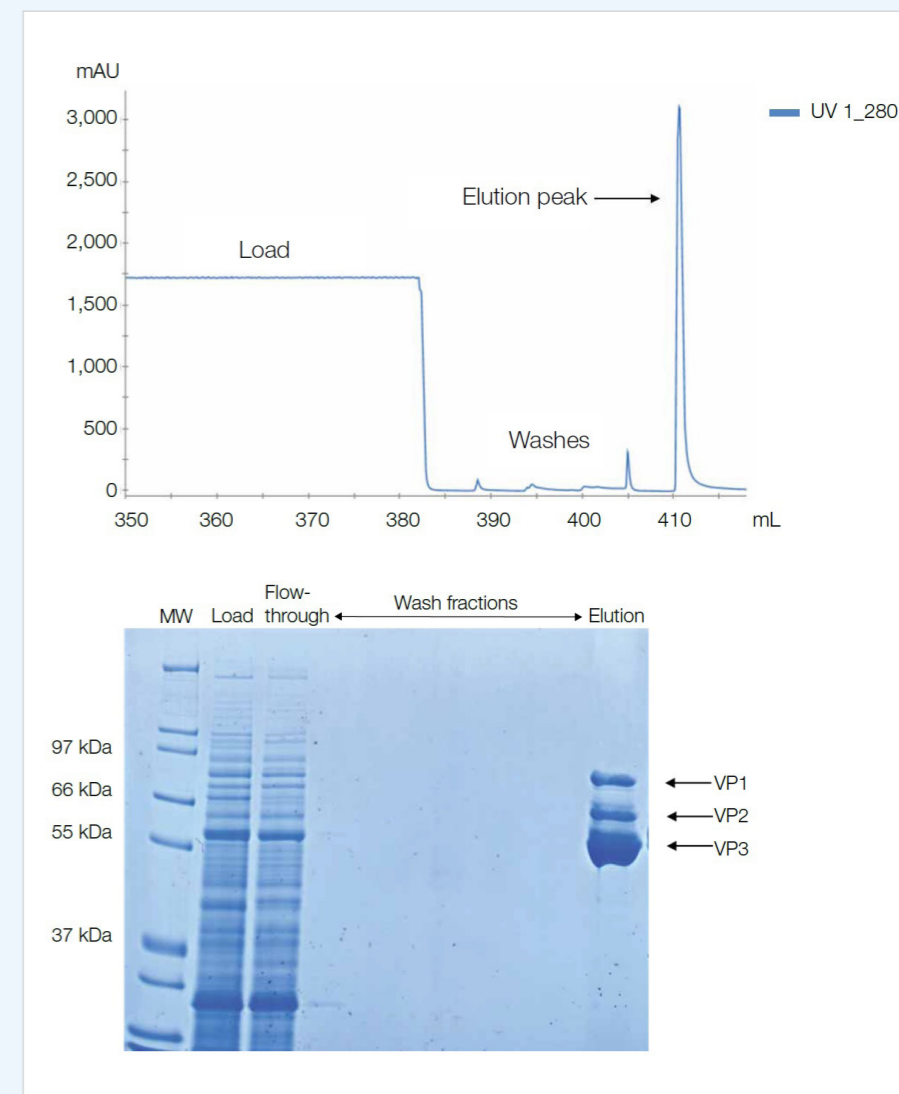 mAU
UV 1_280
3,000
2,500
Elution peak
2,000
Load
1,500
1,000
500
Washes
0
350 360 370 380 390 400 410 mL
Flow-
MW Load through Wash fractions Elution
97 kDa
VP1
66 kDa
VP2
55 kDa
VP3
37 kDa